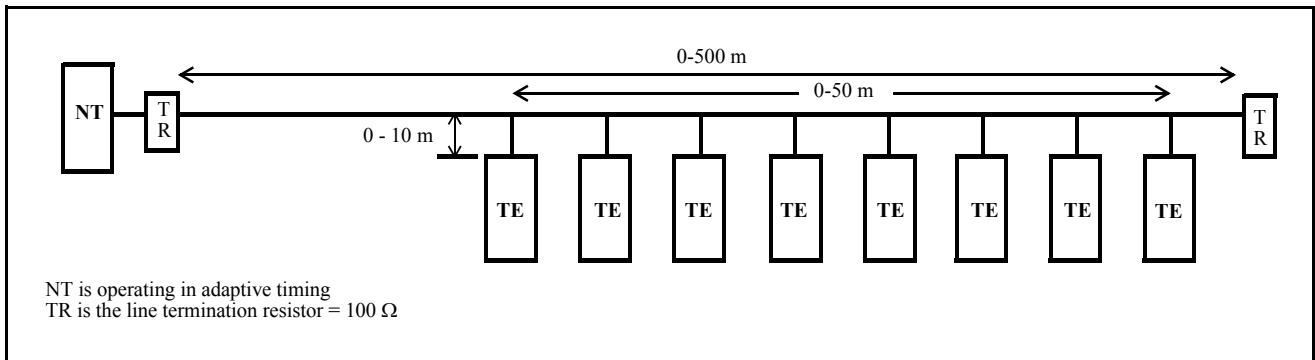 0-500 m
0-50 m
NT
T
R
0 - 10 m
T
R
TE
TE
TE
TE
TE
TE
TE
TE
NT is operating in adaptive timing
TR is the line termination resistor = 100 Ω